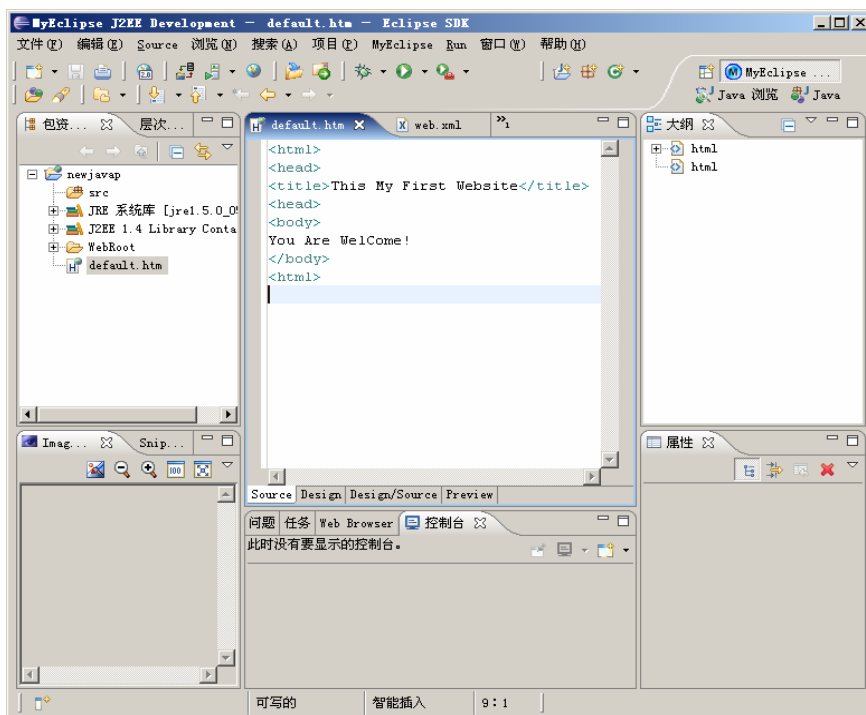 MyEclipse J2EE Development - default.htm - Eclipse SDK
文件(F) 编辑(E) Source 浏览(N) 搜索(A) 项目(P) MyEclipse Run 窗口(W) 帮助(H)
MyEclipse ...
Java 浏览 Java
包资... 层次...
newjavap
src
JRE 系统库 [jre1.5.0_0
J2EE 1.4 Library Conta
WebRoot
default.htm
default.htm web.xml »1
<html>
<head>
<title>This My First Website</title>
<head>
<body>
You Are WelCome!
</body>
<html>
Source Design Design/Source Preview
大纲
html
html
Imag... Snip...
100
问题 任务 Web Browser 控制台
此时没有要显示的控制台。
属性
可写的 智能插入 9:1